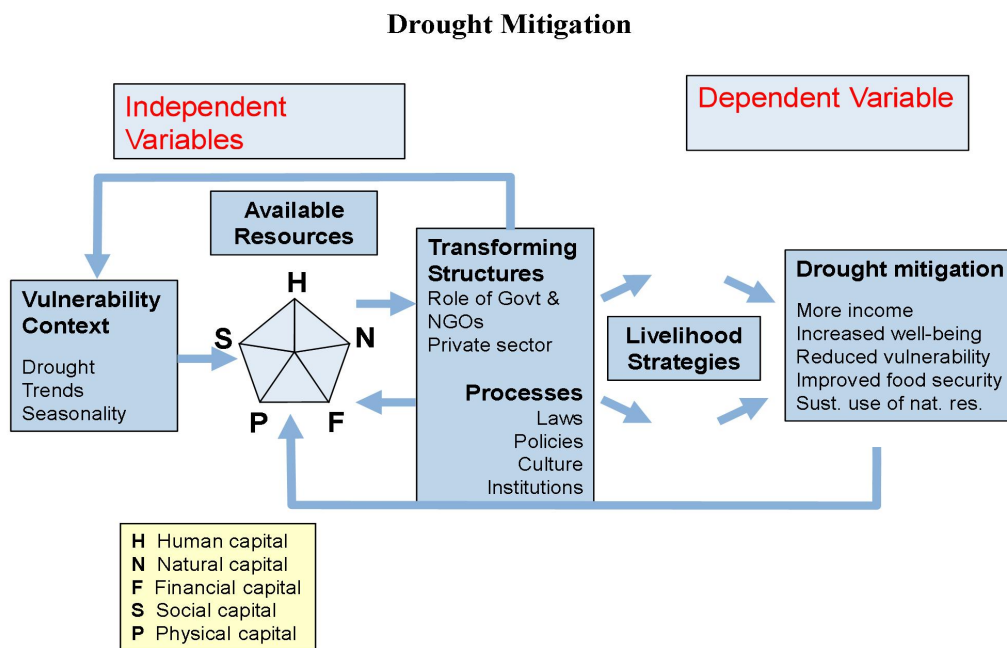 Drought Mitigation
Independent
Variables
Dependent Variable
Available
Resources
Vulnerability
Context
Drought
Trends
Seasonality
H
S
N
P
F
Transforming
Structures
Role of Govt &
NGOs
Private sector
Processes
Laws
Policies
Culture
Institutions
Livelihood
Strategies
Drought mitigation
More income
Increased well-being
Reduced vulnerability
Improved food security
Sust. use of nat. res.
H Human capital
N Natural capital
F Financial capital
S Social capital
P Physical capital